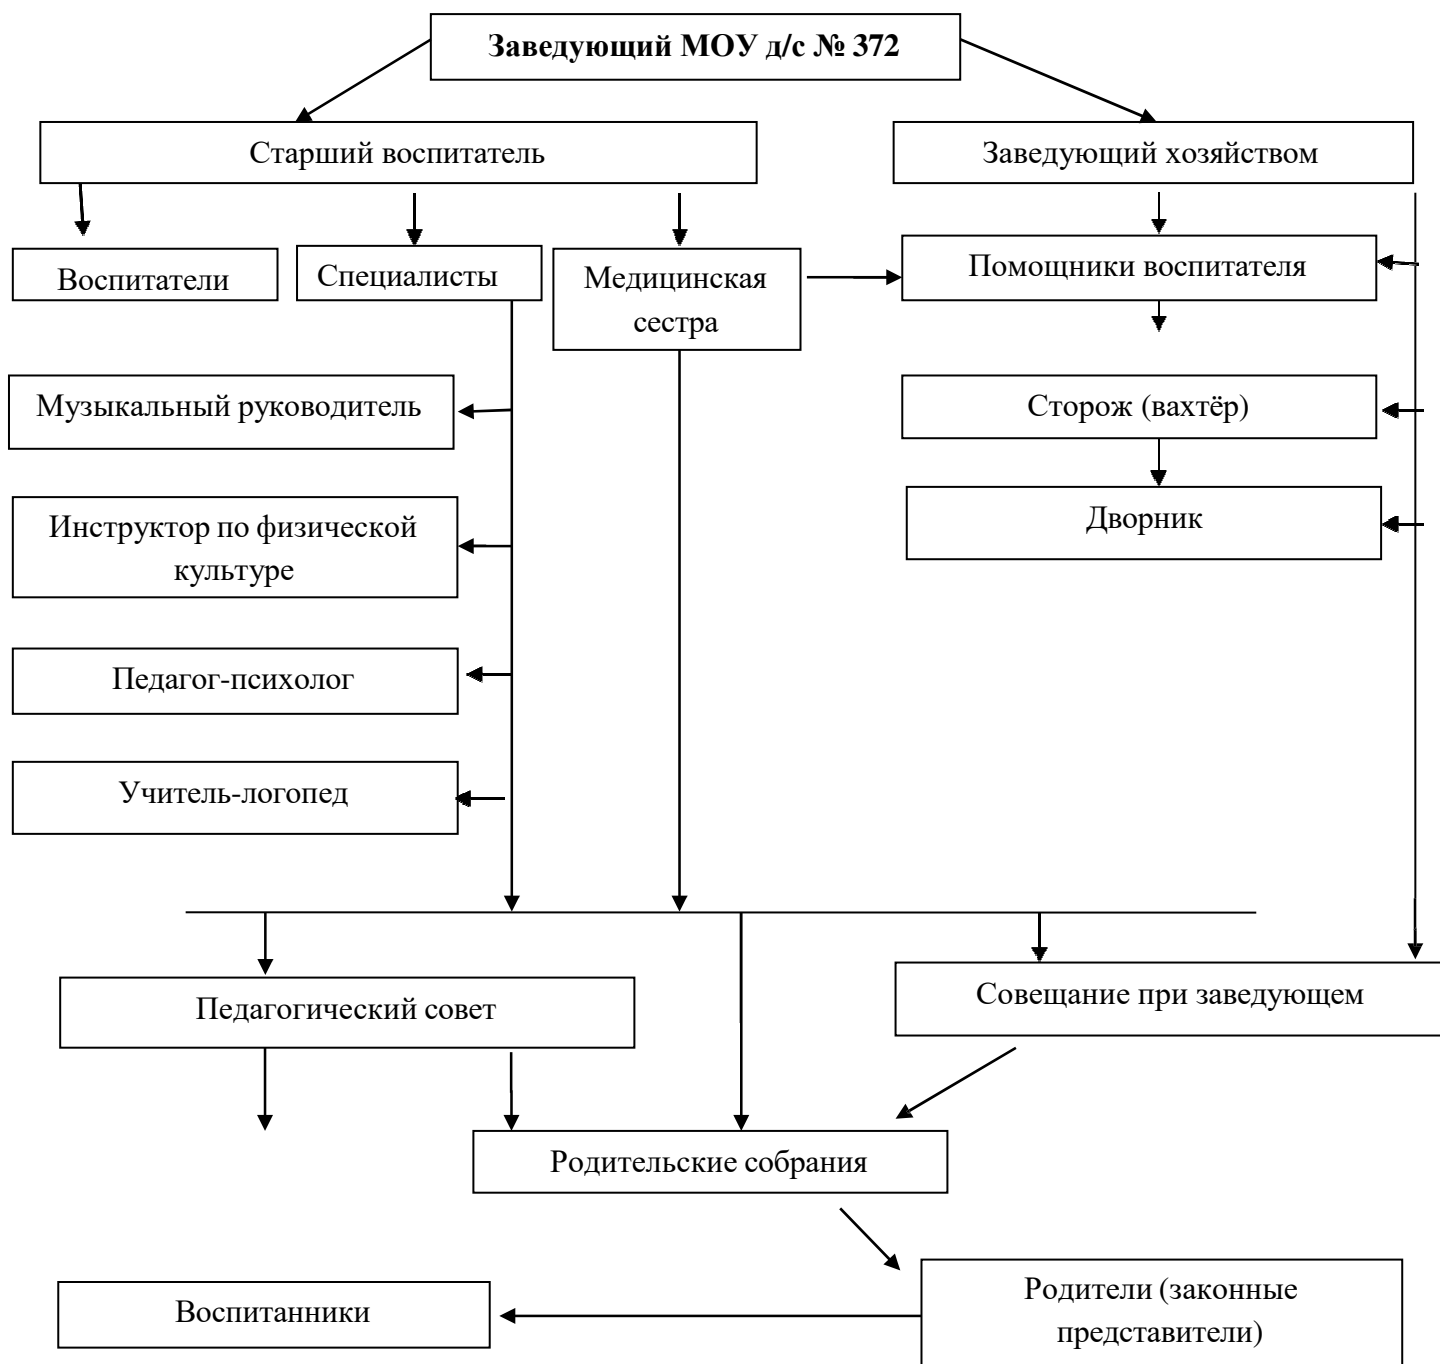 Заведующий МОУ д/с № 372
Старший воспитатель
Заведующий хозяйством
Воспитатели
Специалисты
Медицинская
сестра
Помощники воспитателя
Музыкальный руководитель
Сторож (вахтёр)
Инструктор по физической
культуре
Дворник
Педагог-психолог
Учитель-логопед
Педагогический совет
Совещание при заведующем
Родительские собрания
Воспитанники
Родители (законные
представители)